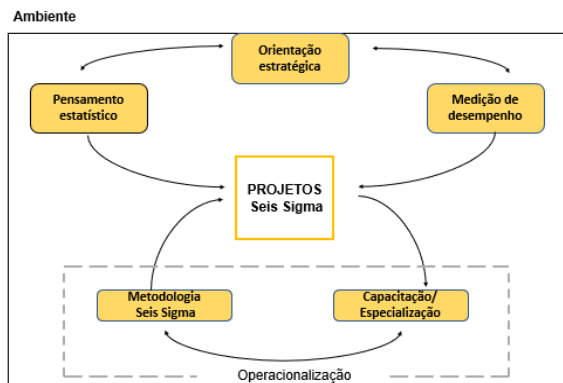 Ambiente
Orientação
estratégica
Pensamento
estatístico
Medição de
desempenho
PROJETOS
Seis Sigma
Metodologia
Seis Sigma
Capacitação/
Especialização
Operacionalização